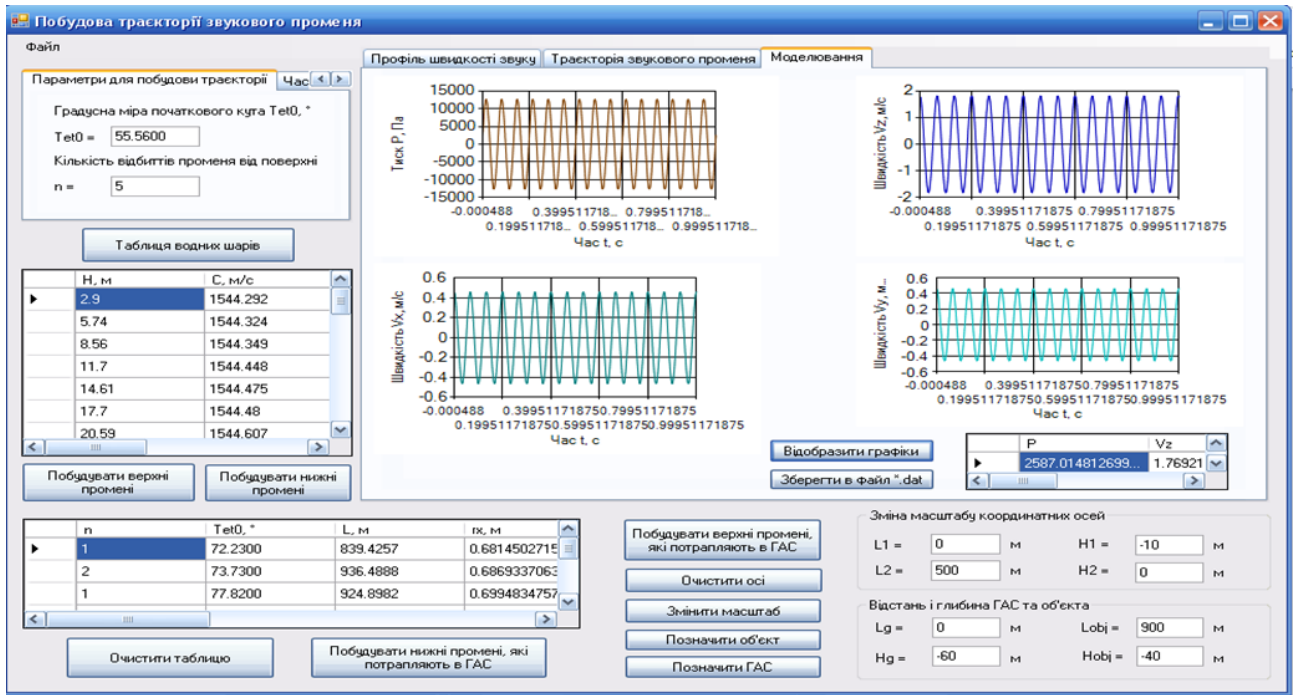 Побудова траєкторії звукового променя
Файл
Параметри для побудови траєкторії Час
Градусна міра початкового кута Tet0, °
Tet0 = 55.5600
Кількість відбиттів променя від поверхні
n = 5
Таблиця водних шарів
H, м C, м/с
2.9 1544.292
5.74 1544.324
8.56 1544.349
11.7 1544.448
14.61 1544.475
17.7 1544.48
20.59 1544.607
Побудувати верхні промені
Побудувати нижні промені
Профіль швидкості звуку Траєкторія звукового променя Моделювання
Тиск P, Па
15000
10000
5000
0
-5000
-10000
-15000
-0.000488 0.399511718... 0.799511718...
0.199511718... 0.599511718... 0.999511718...
Час t, с
Швидкість Vz, м/с
2
1
0
-1
-2
-0.000488 0.39951171875 0.79951171875
0.19951171875 0.59951171875 0.99951171875
Час t, с
Швидкість Vx, м/с
0.6
0.4
0.2
0
-0.2
-0.4
-0.6
-0.000488 0.39951171875 0.79951171875
0.19951171875 0.59951171875 0.99951171875
Час t, с
Швидкість Vy, м...
0.6
0.4
0.2
0
-0.2
-0.4
-0.6
-0.000488 0.39951171875 0.79951171875
0.19951171875 0.59951171875 0.99951171875
Час t, с
Відобразити графіки
Зберегти в файл *.dat
P Vz
2587.014812699... 1.76921
n Tet0, ° L, м rx, м
1 72.2300 839.4257 0.6814502715
2 73.7300 936.4888 0.6869337063
1 77.8200 924.8982 0.6994834757
Очистити таблицю
Побудувати нижні промені, які потрапляють в ГАС
Побудувати верхні промені, які потрапляють в ГАС
Очистити осі
Змінити масштаб
Позначити об'єкт
Позначити ГАС
Зміна масштабу координатних осей
L1 = 0 м H1 = -10 м
L2 = 500 м H2 = 0 м
Відстань і глибина ГАС та об'єкта
Lg = 0 м Lobj = 900 м
Hg = -60 м Hobj = -40 м